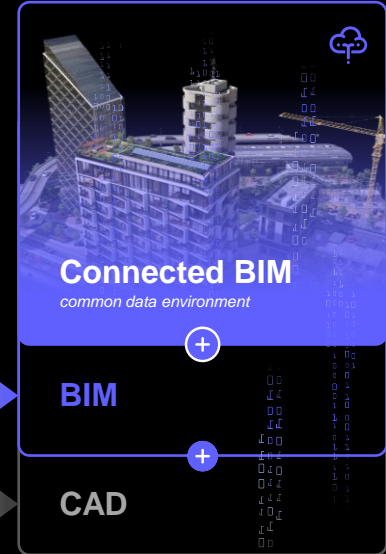 Connected BIM
common data environment
+
BIM
+
CAD